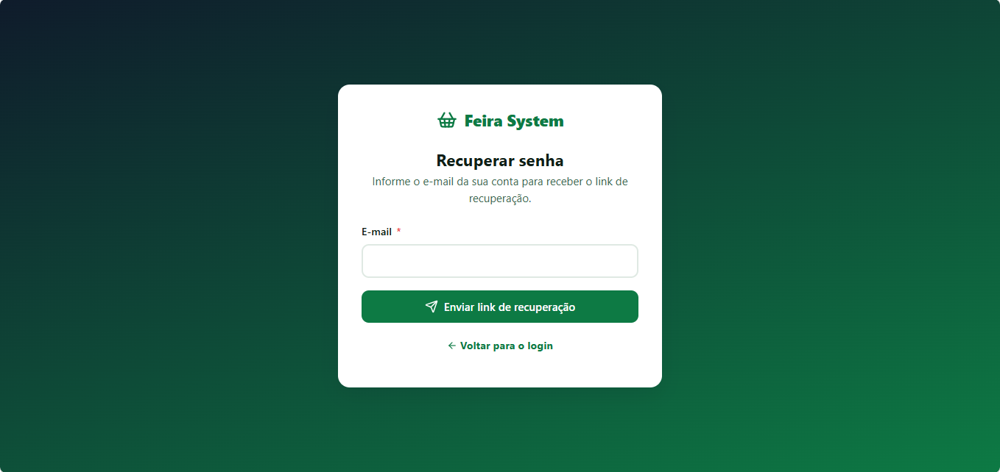 Feira System
Recuperar senha
Informe o e-mail da sua conta para receber o link de
recuperação.
E-mail *
Enviar link de recuperação
← Voltar para o login